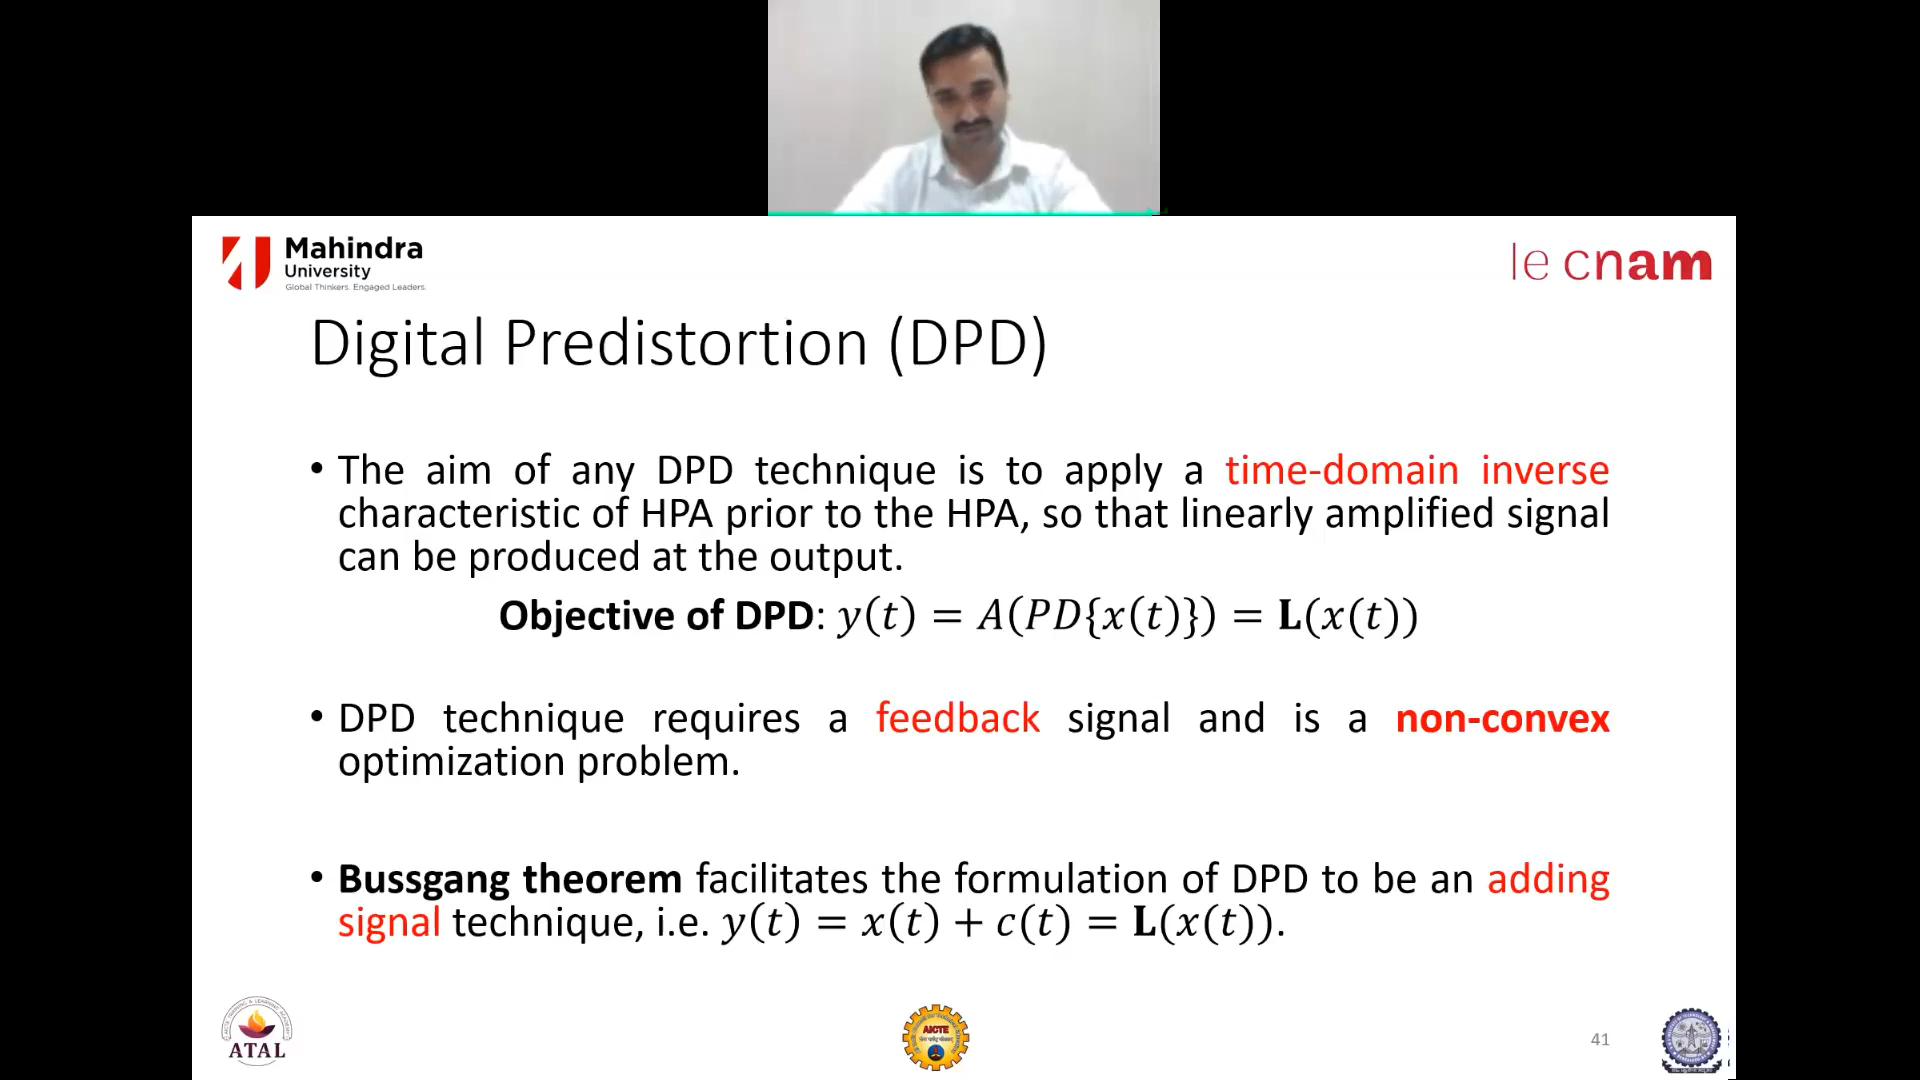 Mahindra
University
Global Thinkers. Engaged Leaders.
le cnam
Digital Predistortion (DPD)
• The aim of any DPD technique is to apply a time-domain inverse
characteristic of HPA prior to the HPA, so that linearly amplified signal
can be produced at the output.
Objective of DPD: y(t) = A(PD{x(t)}) = L(x(t))
• DPD technique requires a feedback signal and is a non-convex
optimization problem.
• Bussgang theorem facilitates the formulation of DPD to be an adding
signal technique, i.e. y(t) = x(t) + c(t) = L(x(t)).
ATAL
AICTE
41